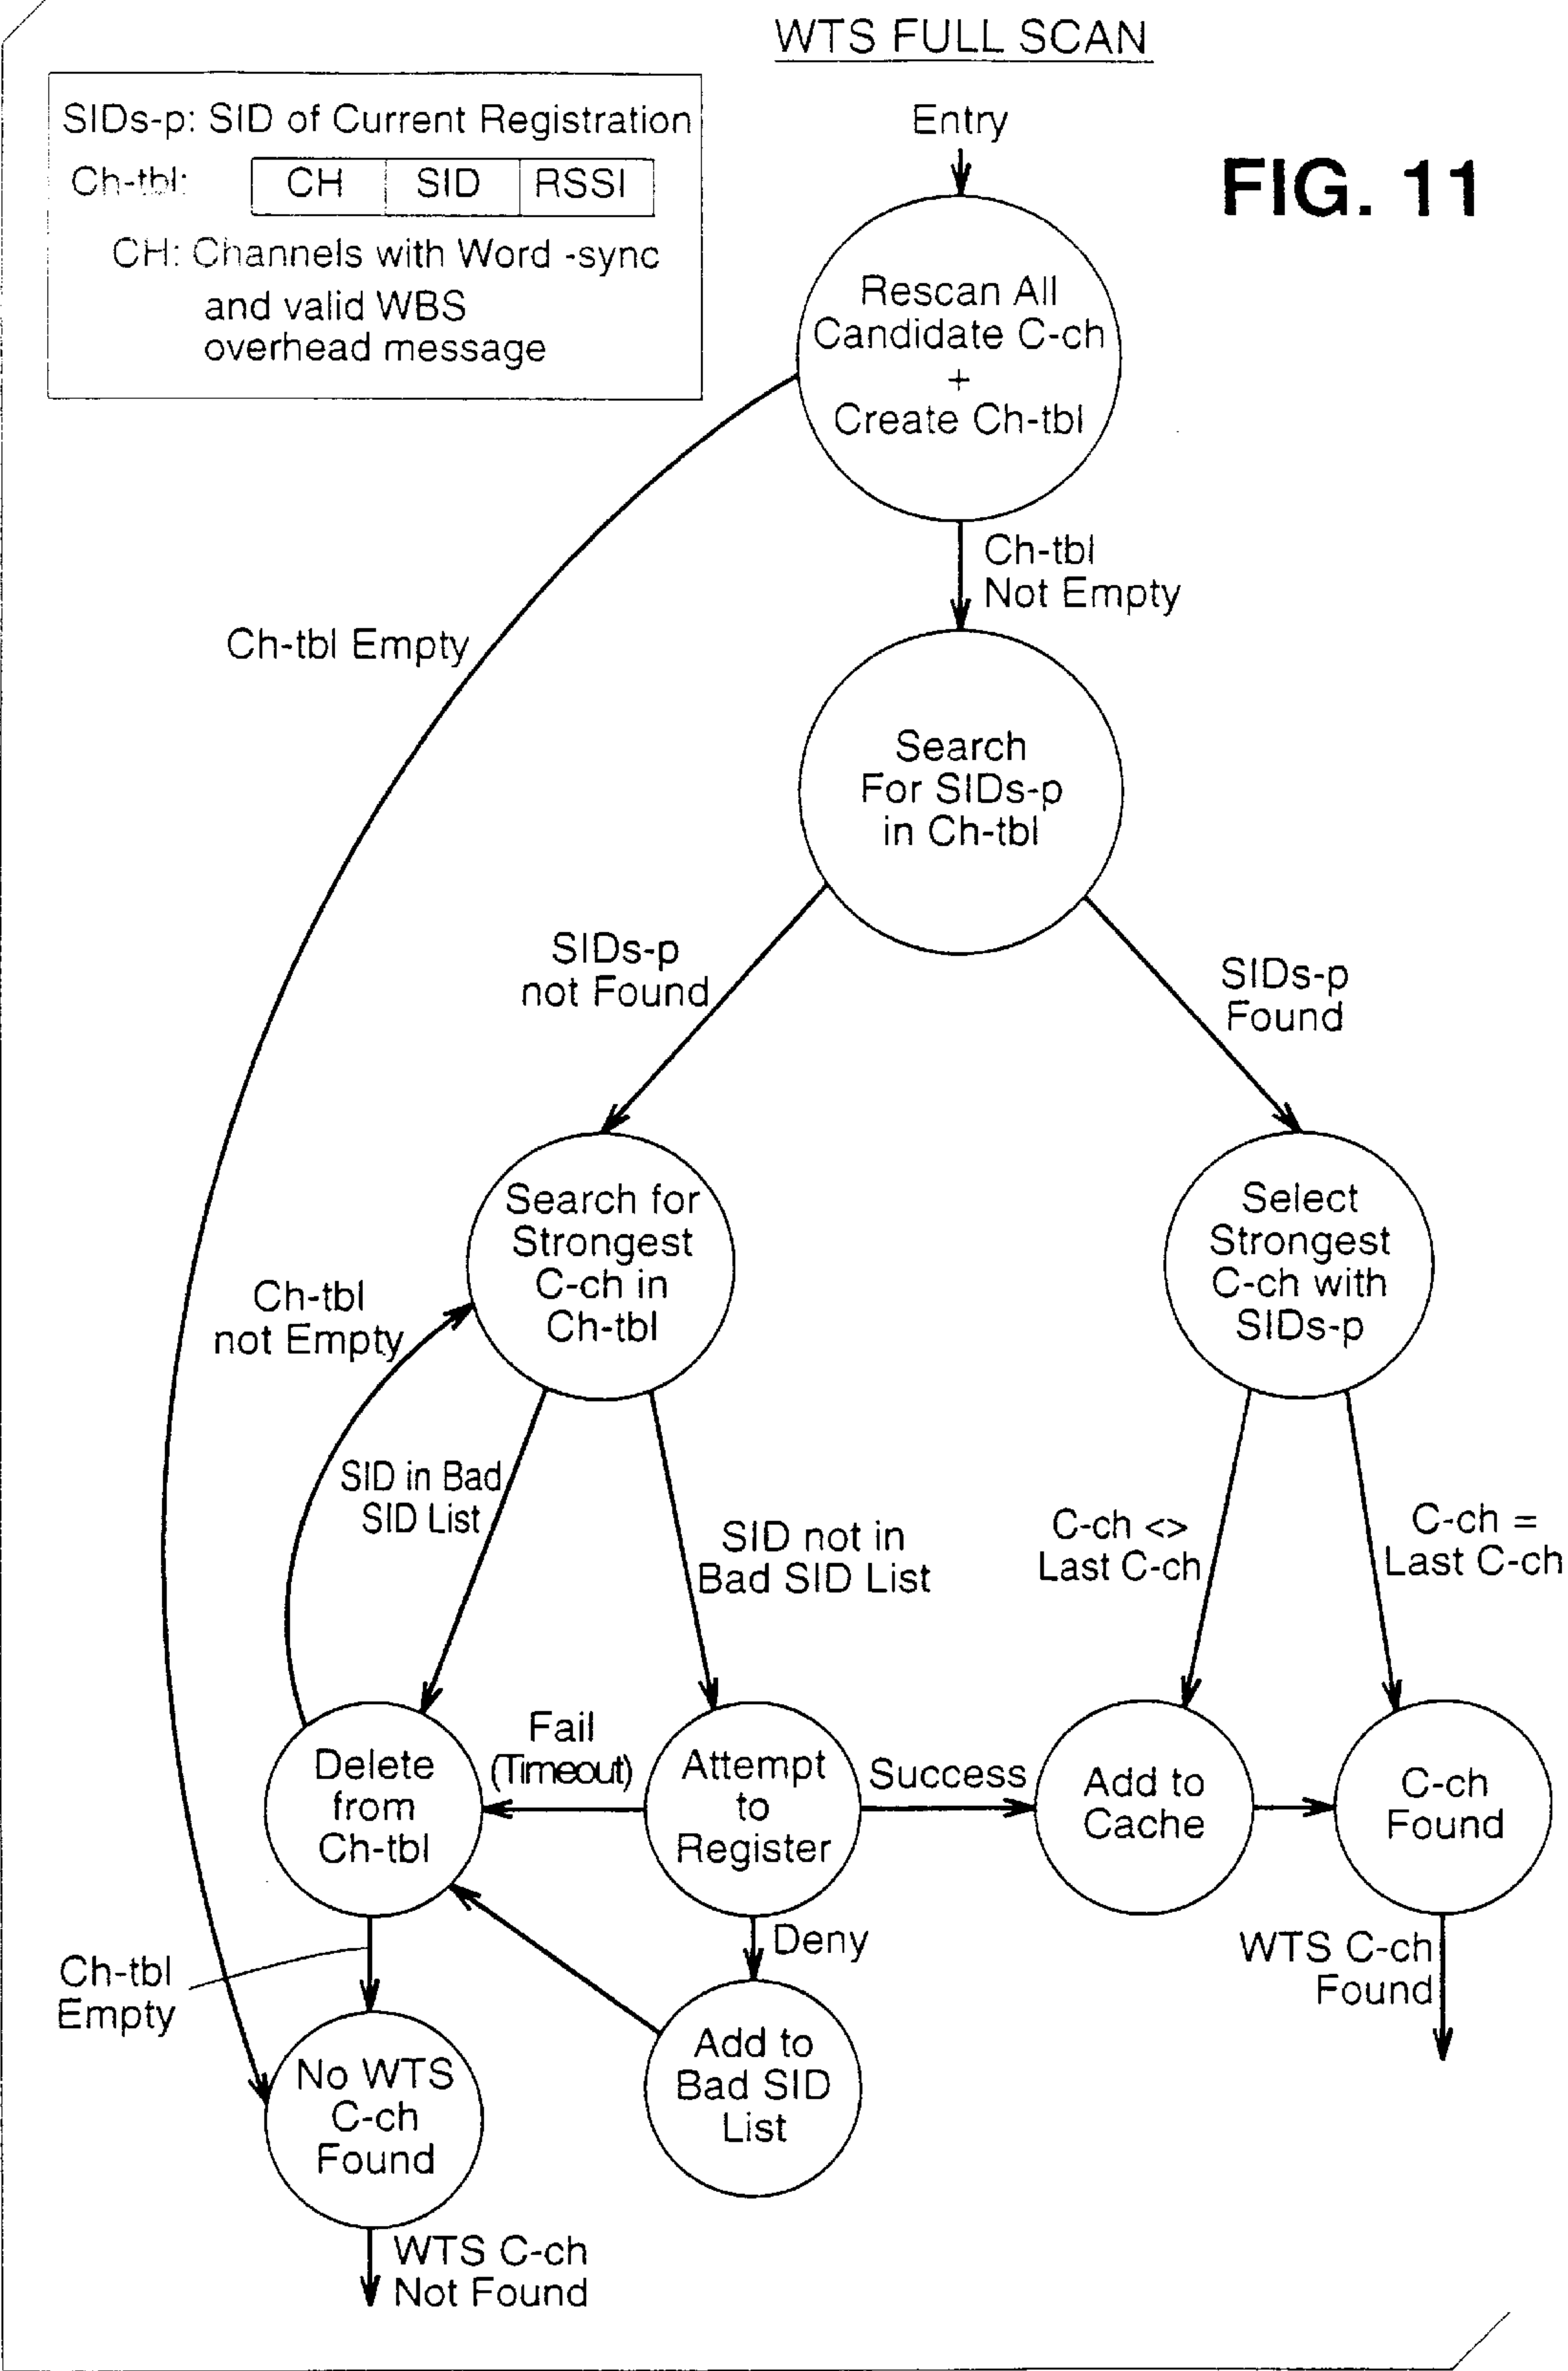 WTS FULL SCAN
SIDs-p: SID of Current Registration
Ch-tbl:
CH
SID
RSSI
CH: Channels with Word -sync
and valid WBS
overhead message
Entry
FIG. 11
Rescan All
Candidate C-ch
+
Create Ch-tbl
Ch-tbl
Not Empty
Ch-tbl Empty
Search
For SIDs-p
in Ch-tbl
SIDs-p
not Found
SIDs-p
Found
Search for
Strongest
C-ch in
Ch-tbl
Select
Strongest
C-ch with
SIDs-p
Ch-tbl
not Empty
SID in Bad
SID List
SID not in
Bad SID List
C-ch <>
Last C-ch
C-ch =
Last C-ch
Delete
from
Ch-tbl
Fail
(Timeout)
Attempt
to
Register
Success
Add to
Cache
C-ch
Found
Ch-tbl
Empty
Deny
WTS C-ch
Found
No WTS
C-ch
Found
Add to
Bad SID
List
WTS C-ch
Not Found